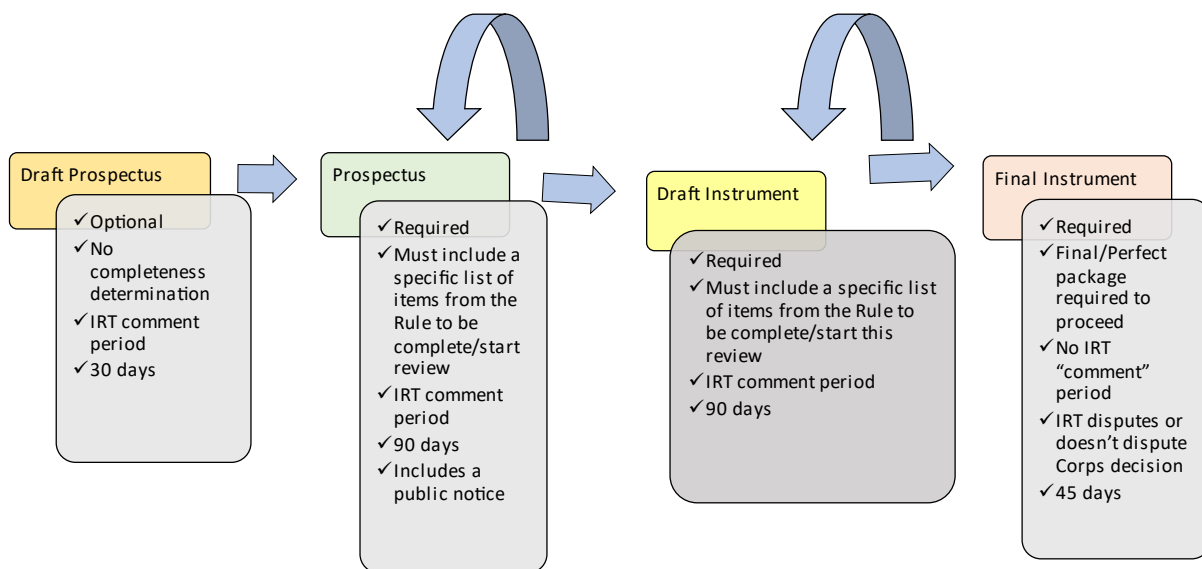 Draft Prospectus
✓Optional
✓No
completeness
determination
✓IRT comment
period
✓30 days
Prospectus
✓Required
✓Must include a
specific list of
items from the
Rule to be
complete/start
review
✓IRT comment
period
✓90 days
✓Includes a
public notice
Draft Instrument
✓Required
✓Must include a specific list
of items from the Rule to
be complete/start this
review
✓IRT comment period
✓90 days
Final Instrument
✓Required
✓Final/Perfect
package
required to
proceed
✓No IRT
“comment”
period
✓IRT disputes or
doesn’t dispute
Corps decision
✓45 days